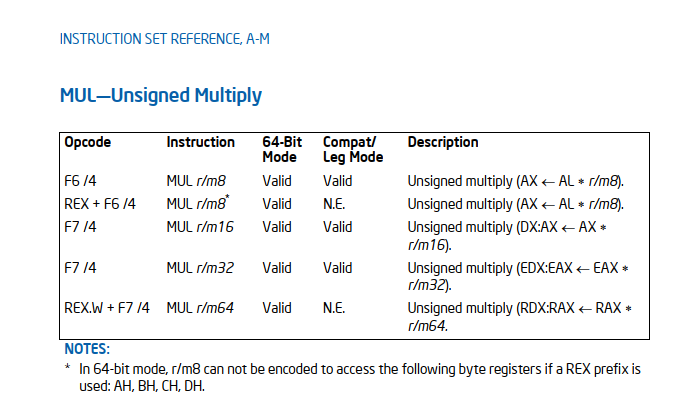 INSTRUCTION SET REFERENCE, A-M
MUL—Unsigned Multiply
Opcode Instruction 64-Bit Mode Compat/ Leg Mode Description
F6 /4 MUL r/m8 Valid Valid Unsigned multiply (AX ← AL ∗ r/m8).
REX + F6 /4 MUL r/m8* Valid N.E. Unsigned multiply (AX ← AL ∗ r/m8).
F7 /4 MUL r/m16 Valid Valid Unsigned multiply (DX:AX ← AX ∗
r/m16).
F7 /4 MUL r/m32 Valid Valid Unsigned multiply (EDX:EAX ← EAX ∗
r/m32).
REX.W + F7 /4 MUL r/m64 Valid N.E. Unsigned multiply (RDX:RAX ← RAX ∗
r/m64.
NOTES:
* In 64-bit mode, r/m8 can not be encoded to access the following byte registers if a REX prefix is
used: AH, BH, CH, DH.